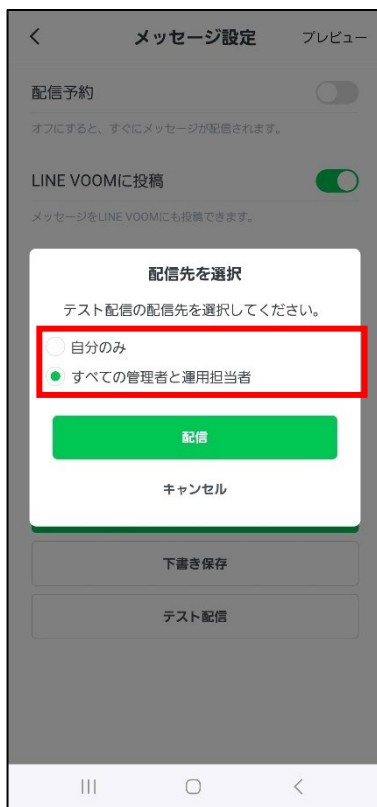 メッセージ設定 プレビュー
配信予約
オフにすると、すぐにメッセージが配信されます。
LINE VOOMに投稿
メッセージをLINE VOOMにも投稿できます。
配信先を選択
テスト配信の配信先を選択してください。
自分のみ
すべての管理者と運用担当者
配信
キャンセル
下書き保存
テスト配信